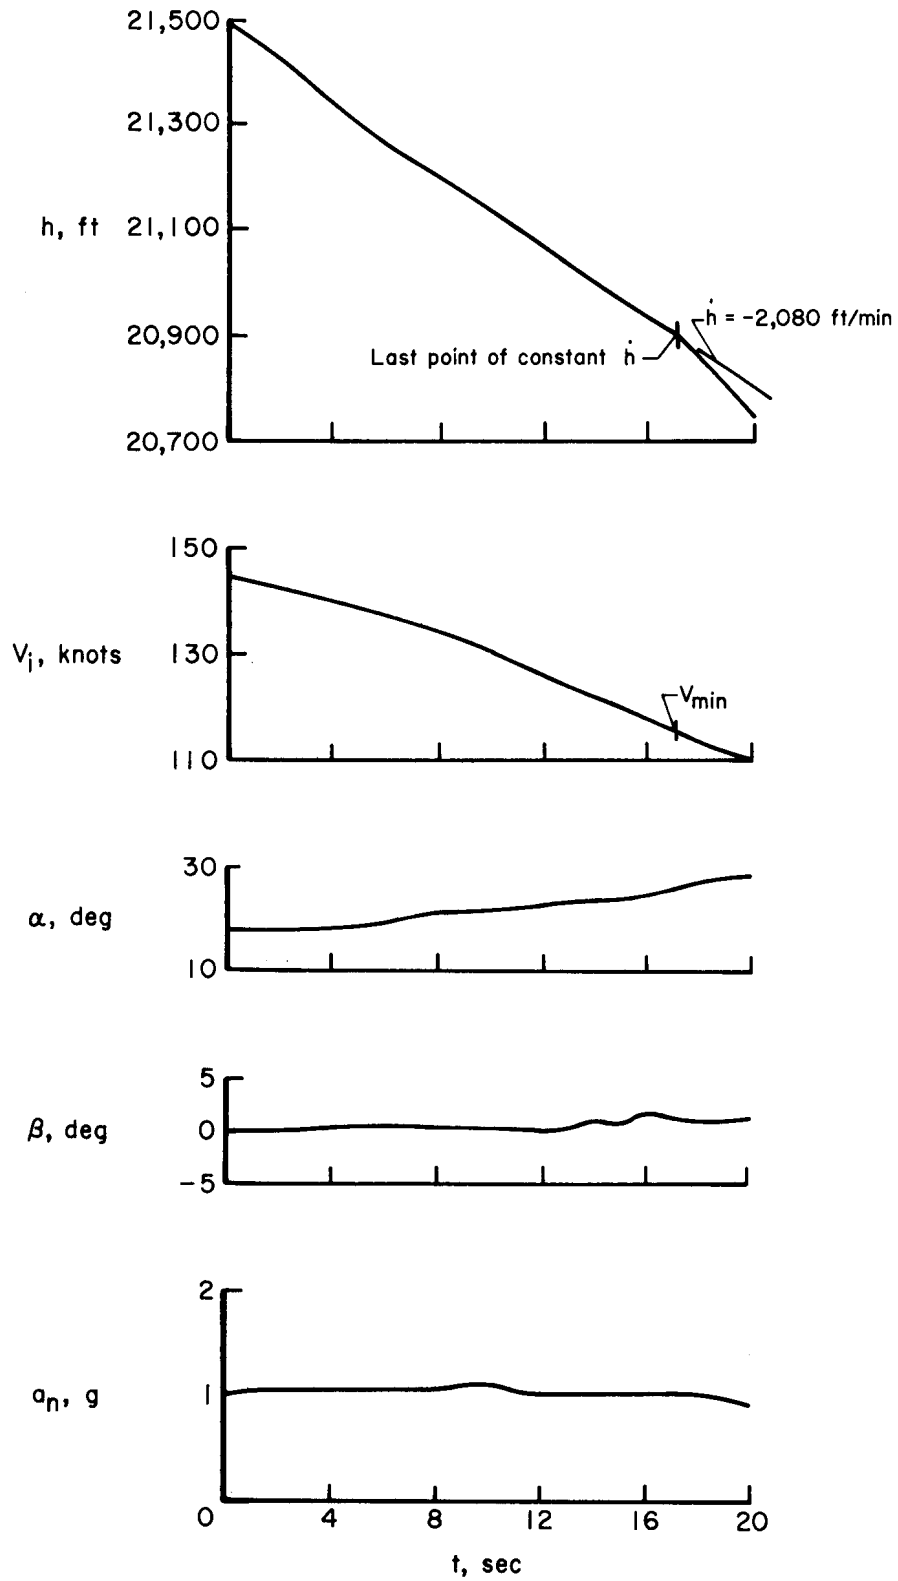 21,500
21,300
h, ft 21,100
ḣ = -2,080 ft/min
20,900
Last point of constant ḣ
20,700
150
Vi, knots 130
Vmin
110
30
α, deg
10
5
β, deg 0
-5
2
an, g 1
0 4 8 12 16 20
t, sec